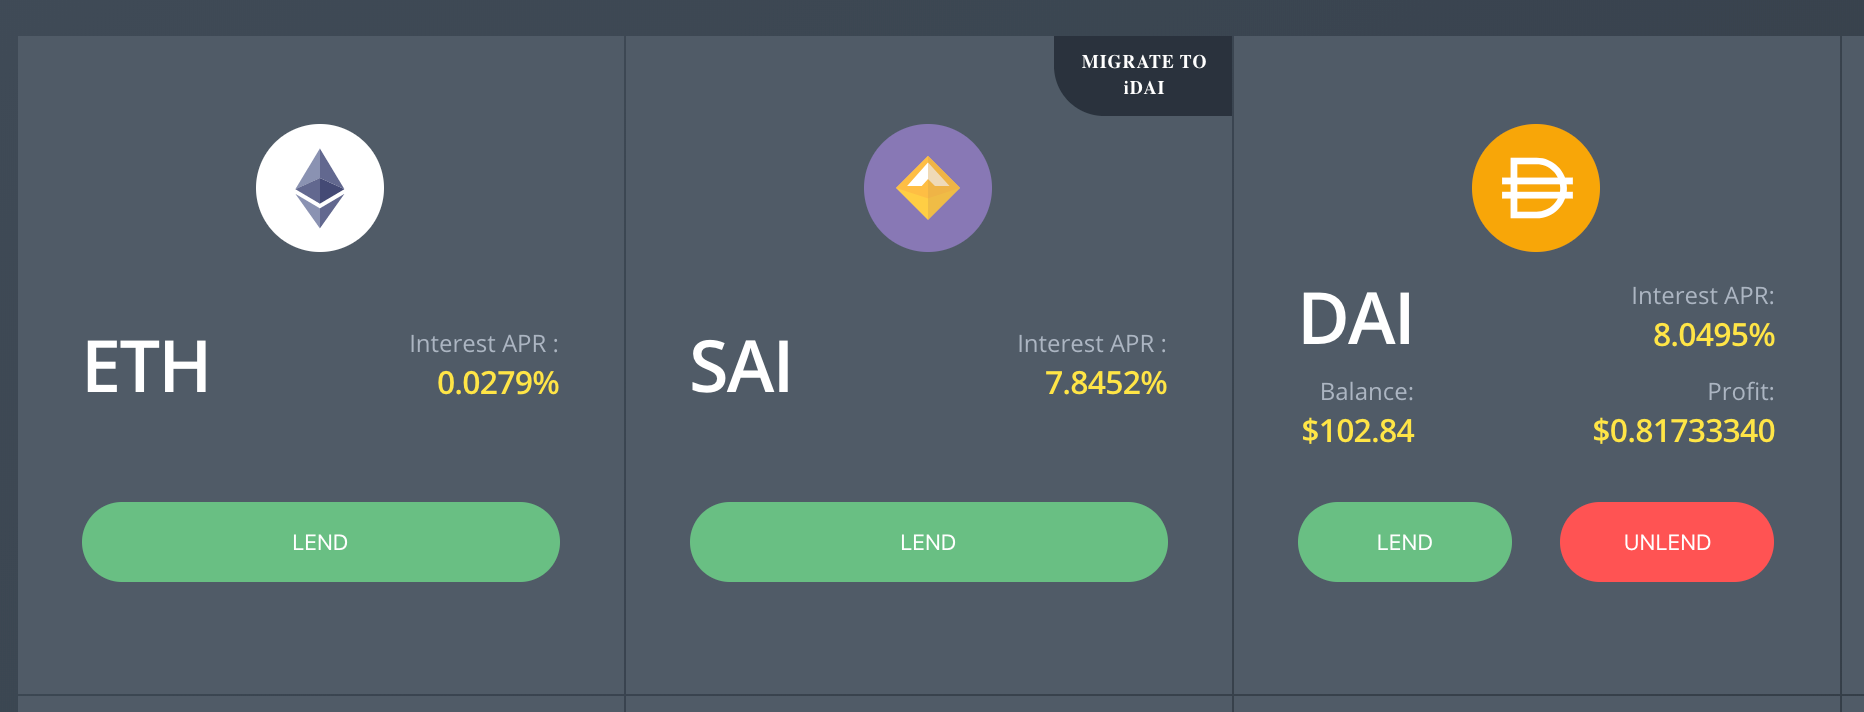 MIGRATE TO
iDAI
ETH
Interest APR :
0.0279%
LEND
SAI
Interest APR :
7.8452%
LEND
DAI
Interest APR:
8.0495%
Balance:
$102.84
Profit:
$0.81733340
LEND
UNLEND